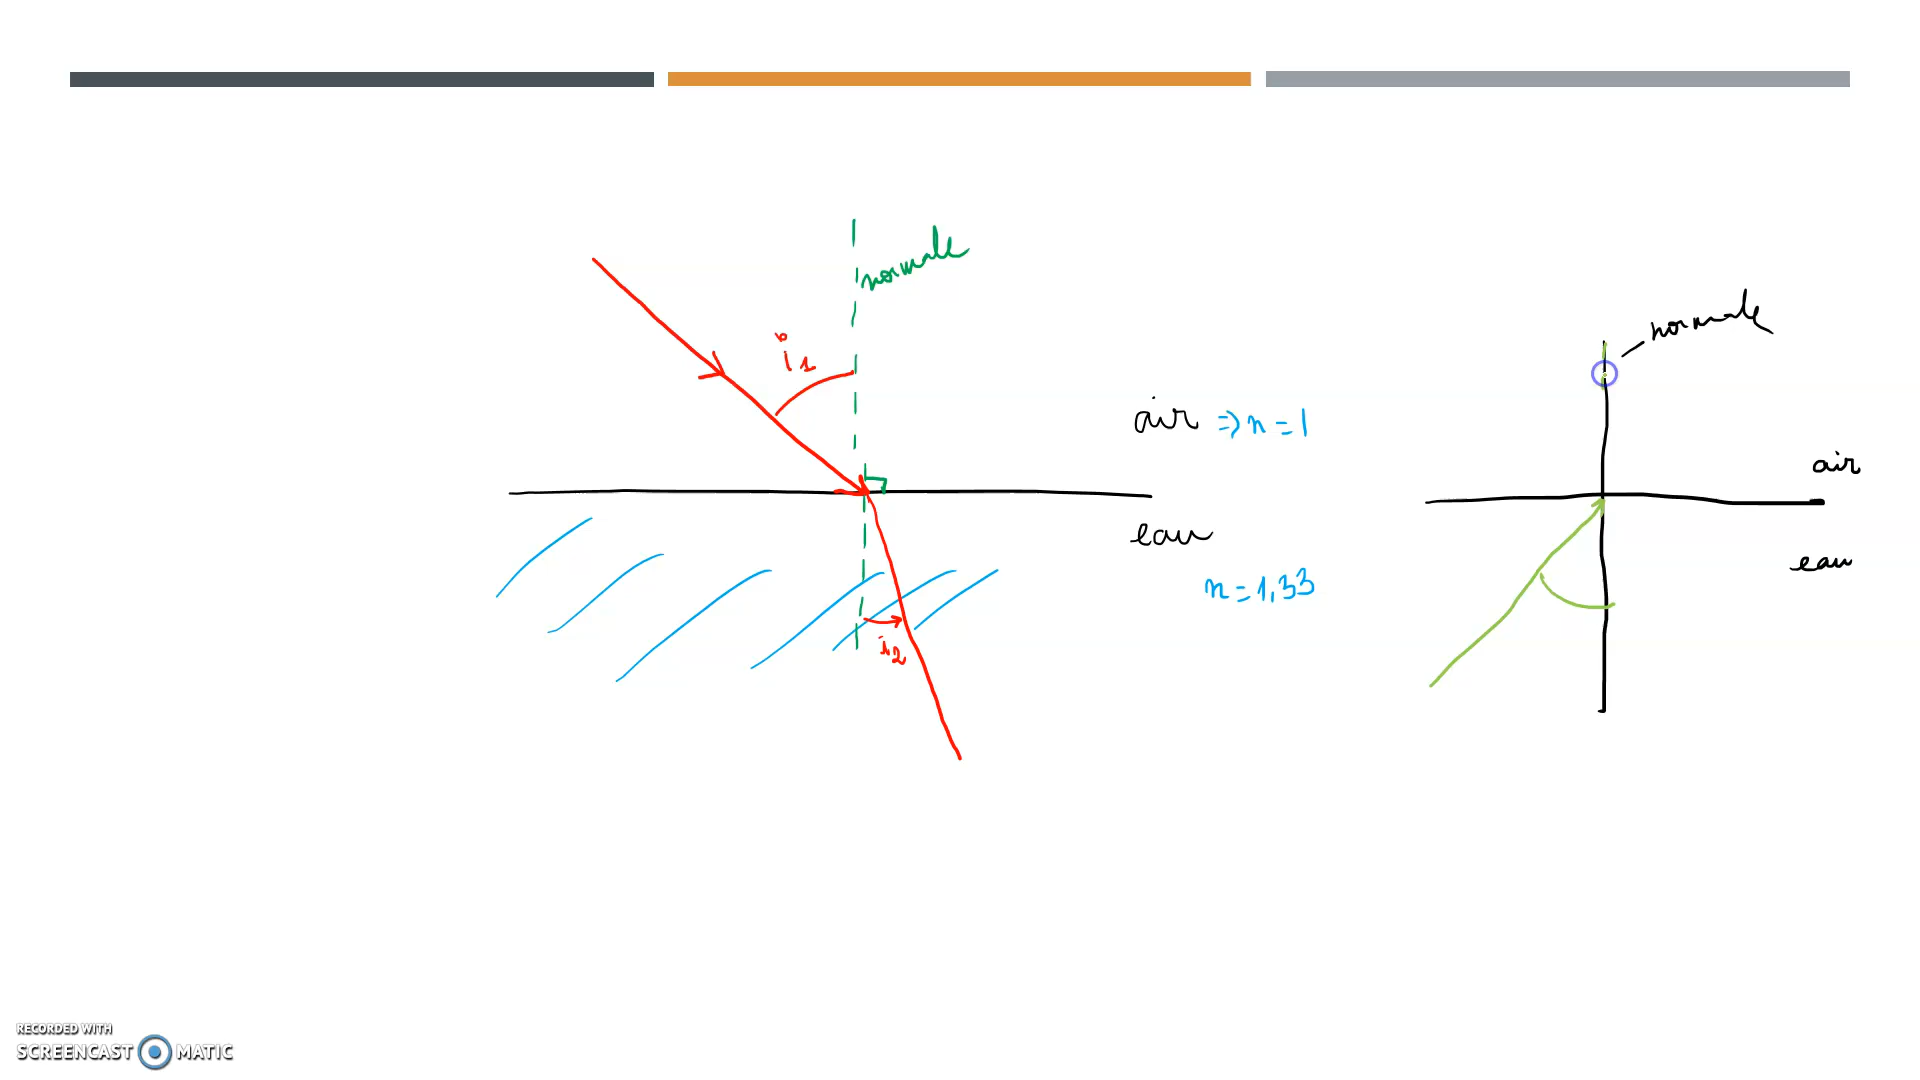 normale
i1
air => n = 1
eau
n = 1,33
i2
normale
air
eau
RECORDED WITH
SCREENCAST MATIC